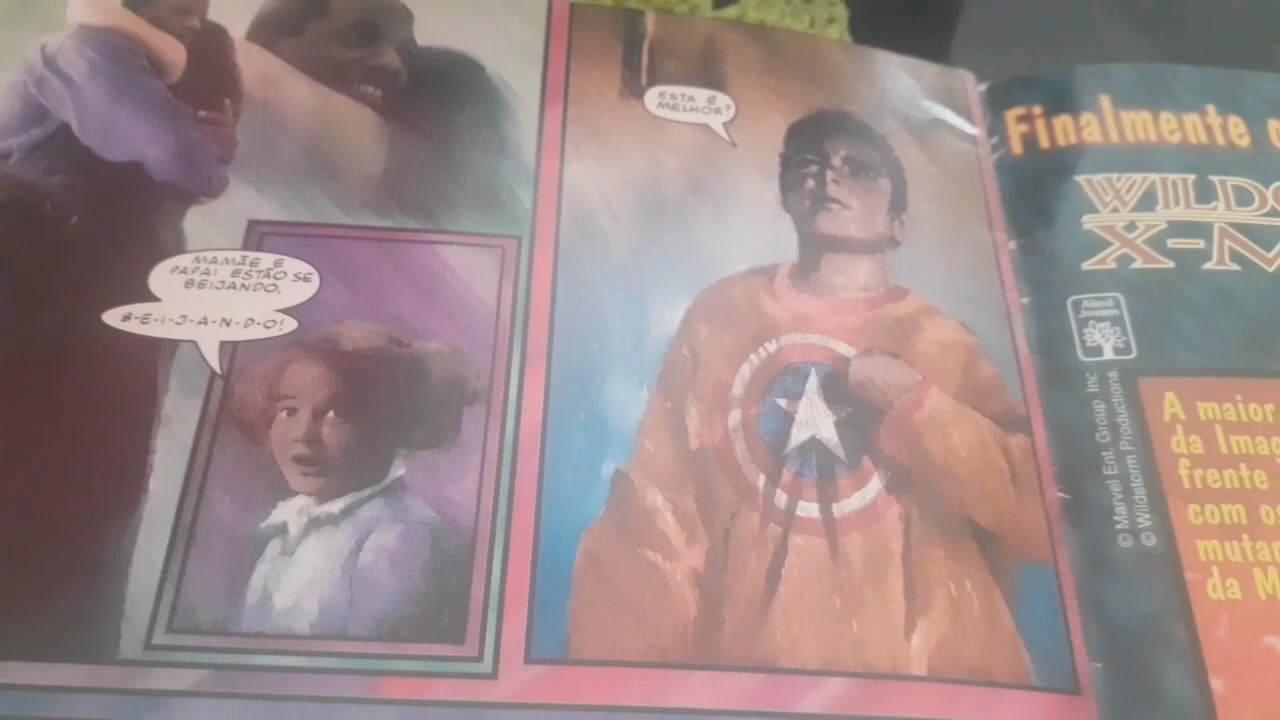 MAMÃE E
PAPAI ESTÃO SE
BEIJANDO.
B-E-I-J-A-N-D-O!
ESTA É
MELHOR?
Finalmente
WILDC
X-M
Abril
Jovem
© Marvel Ent. Group, Inc
© Wildstorm Productions
A maior
da Imag
frente
com os
mutan
da M